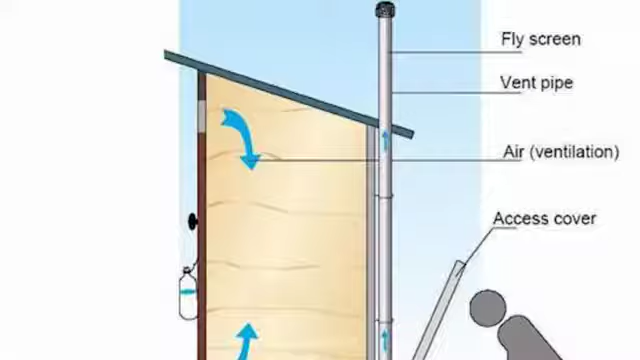 Fly screen
Vent pipe
Air (ventilation)
Access cover